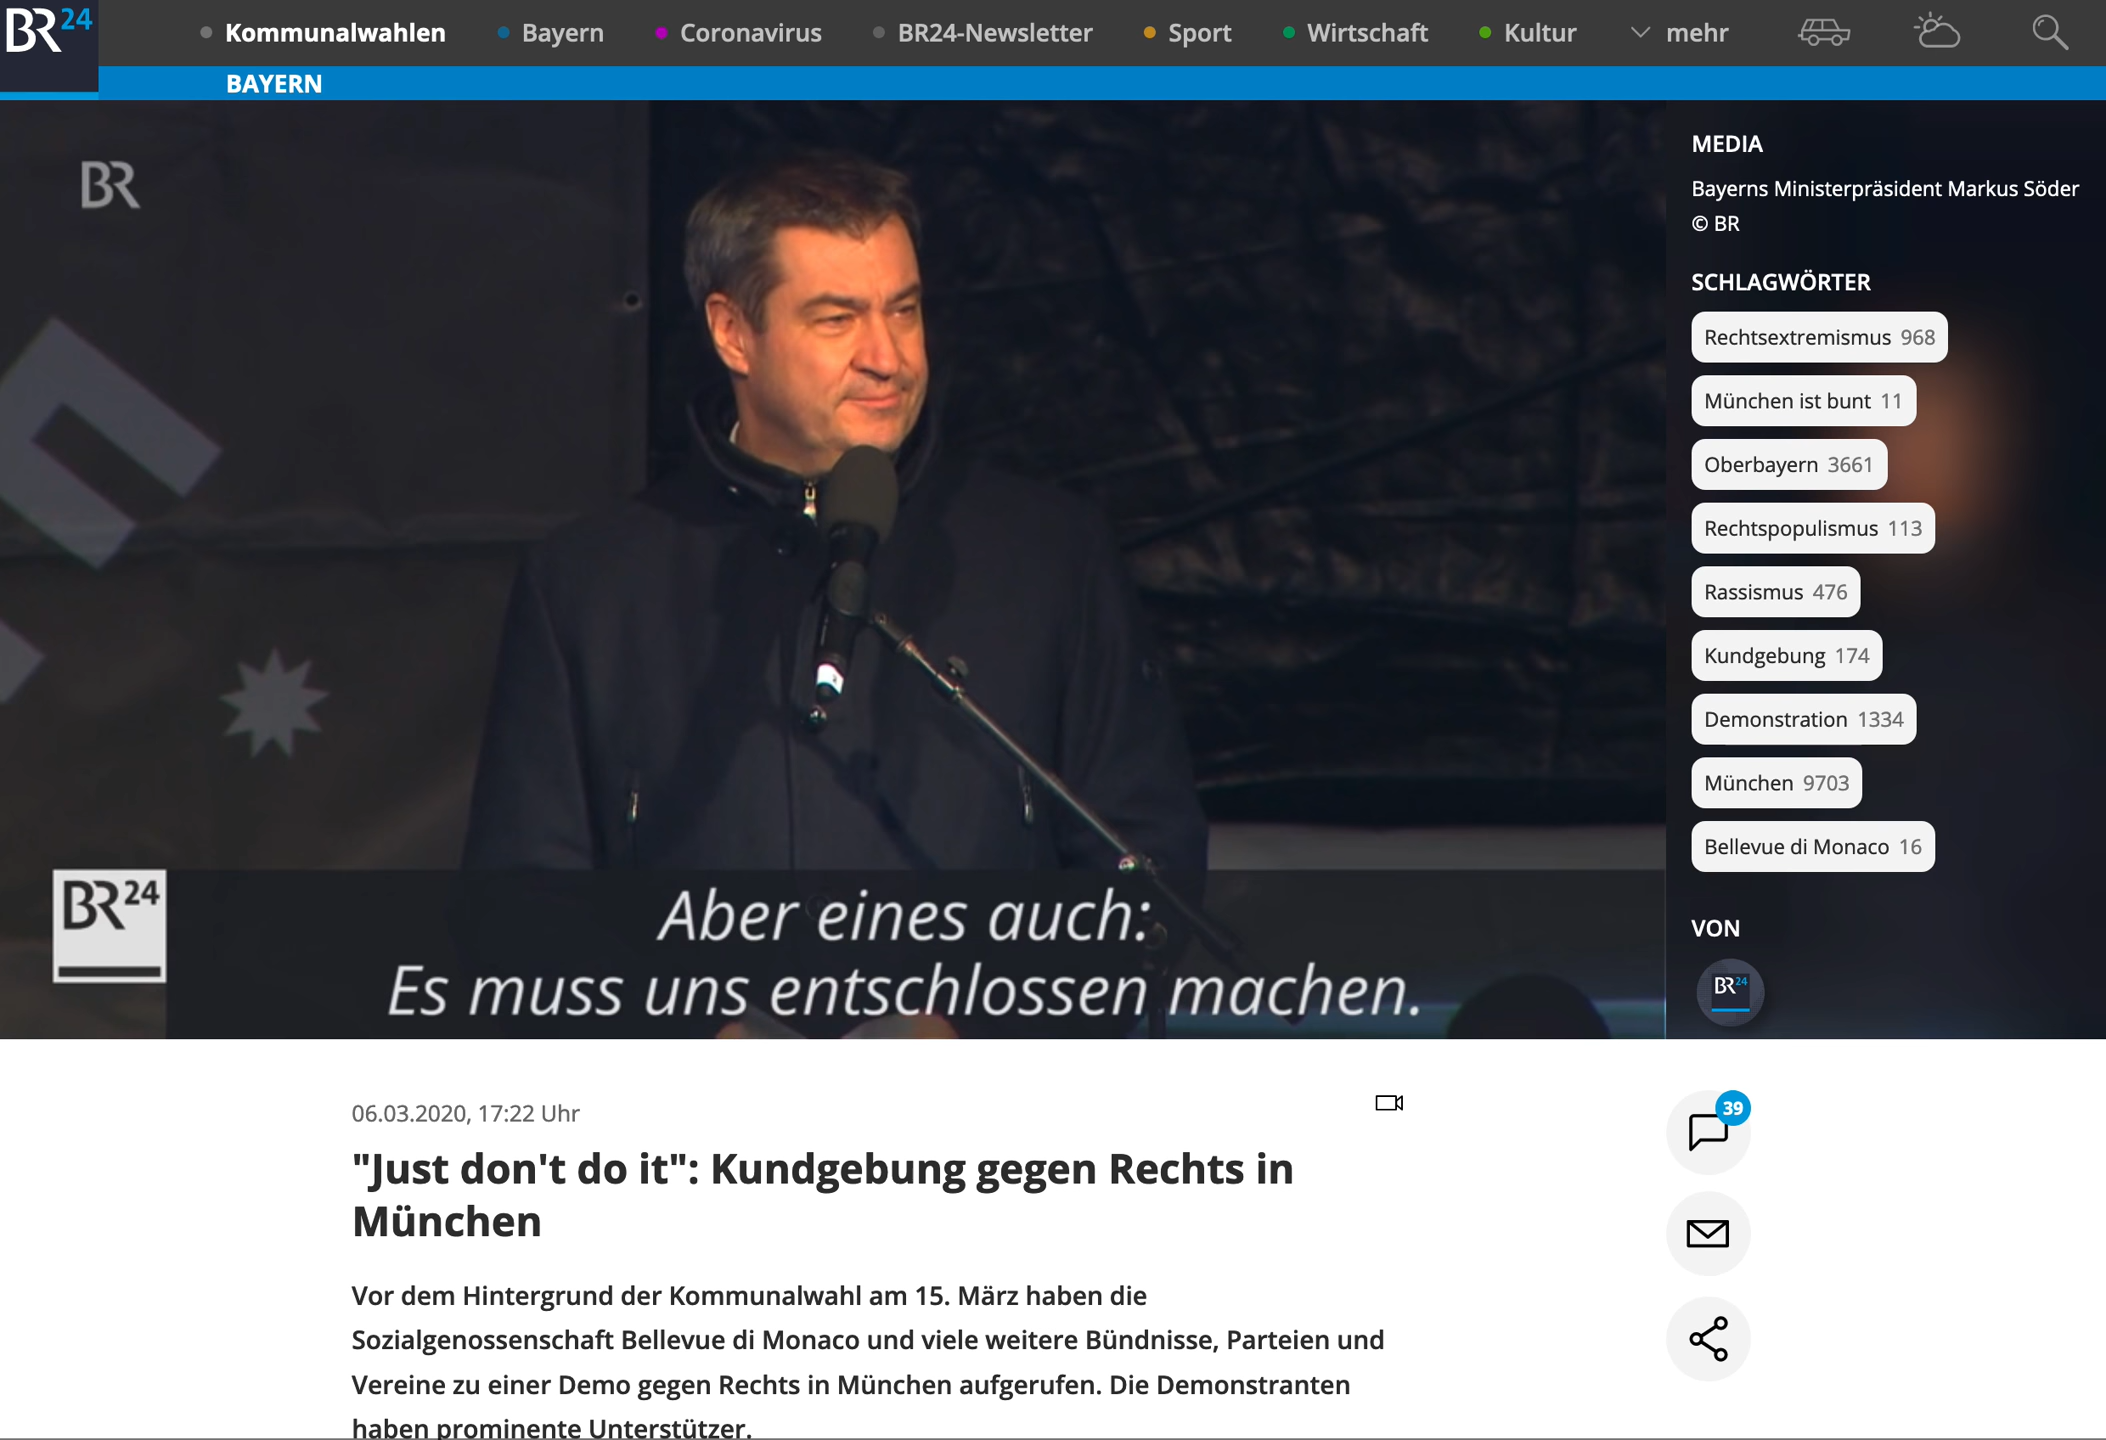 BR24
Kommunalwahlen
Bayern
Coronavirus
BR24-Newsletter
Sport
Wirtschaft
Kultur
mehr
BAYERN
BR
BR24
Aber eines auch:
Es muss uns entschlossen machen.
MEDIA
Bayerns Ministerpräsident Markus Söder
© BR
SCHLAGWÖRTER
Rechtsextremismus 968
München ist bunt 11
Oberbayern 3661
Rechtspopulismus 113
Rassismus 476
Kundgebung 174
Demonstration 1334
München 9703
Bellevue di Monaco 16
VON
BR24
06.03.2020, 17:22 Uhr
"Just don't do it": Kundgebung gegen Rechts in
München
Vor dem Hintergrund der Kommunalwahl am 15. März haben die
Sozialgenossenschaft Bellevue di Monaco und viele weitere Bündnisse, Parteien und
Vereine zu einer Demo gegen Rechts in München aufgerufen. Die Demonstranten
haben prominente Unterstützer.
39